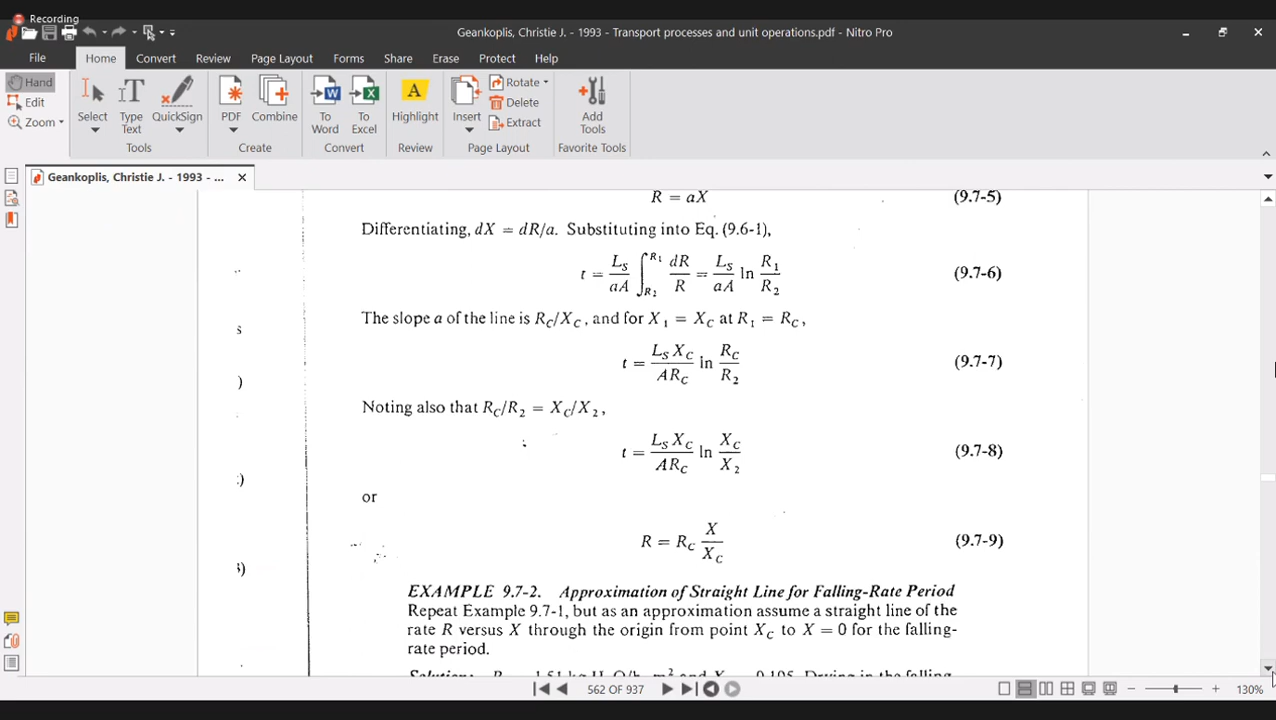 Recording
Geankoplis, Christie J. - 1993 - Transport processes and unit operations.pdf - Nitro Pro
File Home Convert Review Page Layout Forms Share Erase Protect Help
Hand
Edit
Zoom
Select
Type Text
QuickSign
Tools
PDF
Combine
Create
To Word
To Excel
Convert
Highlight
Review
Insert
Rotate
Delete
Extract
Page Layout
Add Tools
Favorite Tools
Geankoplis, Christie J. - 1993 - ...
R = aX (9.7-5)
Differentiating, dX = dR/a. Substituting into Eq. (9.6-1),
t = L_S/aA ∫_{R_2}^{R_1} dR/R = L_S/aA ln R_1/R_2 (9.7-6)
The slope a of the line is R_C/X_C, and for X_1 = X_C at R_1 = R_C,
t = L_S X_C/AR_C ln R_C/R_2 (9.7-7)
Noting also that R_C/R_2 = X_C/X_2,
t = L_S X_C/AR_C ln X_C/X_2 (9.7-8)
or
R = R_C X/X_C (9.7-9)
EXAMPLE 9.7-2. Approximation of Straight Line for Falling-Rate Period
Repeat Example 9.7-1, but as an approximation assume a straight line of the
rate R versus X through the origin from point X_C to X = 0 for the falling-
rate period.
562 OF 937
130%